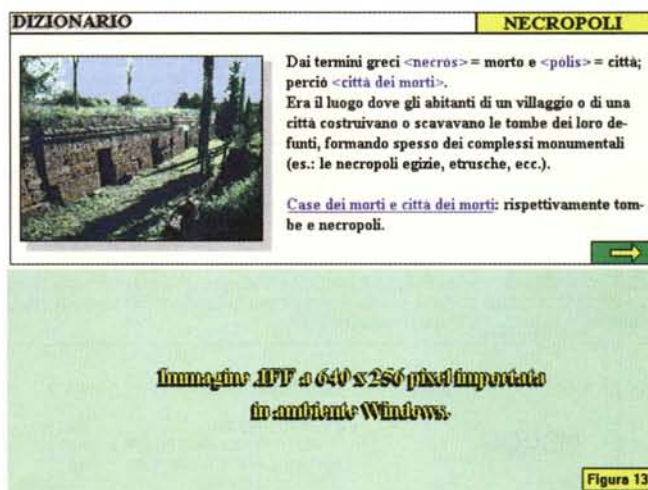 DIZIONARIO
NECROPOLI
Dai termini greci <necròs> = morto e <pòlis> = città;
perciò <città dei morti>.
Era il luogo dove gli abitanti di un villaggio o di una
città costruivano o scavavano le tombe dei loro de-
funti, formando spesso dei complessi monumentali
(es.: le necropoli egizie, etrusche, ecc.).
Case dei morti e città dei morti: rispettivamente tom-
be e necropoli.
Immagine .IFF a 640 x 256 pixel importata
in ambiente Windows.
Figura 13